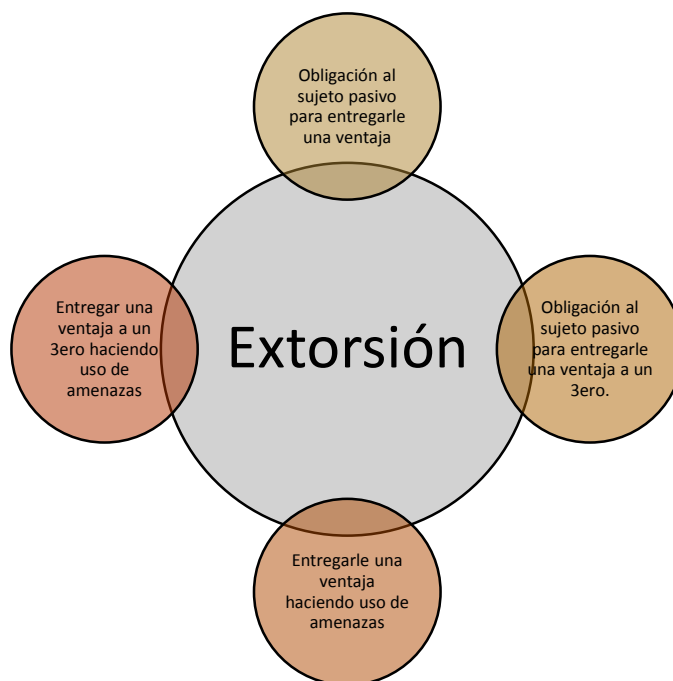 Obligación al
sujeto pasivo
para entregarle
una ventaja
Entregar una
ventaja a un
3ero haciendo
uso de
amenazas
Extorsión
Obligación al
sujeto pasivo
para entregarle
una ventaja a un
3ero.
Entregarle una
ventaja
haciendo uso de
amenazas